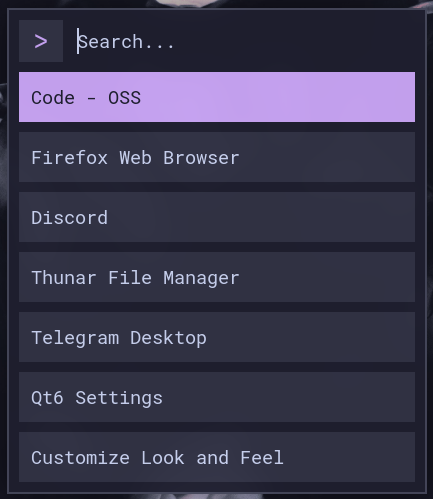 > Search...
Code - OSS
Firefox Web Browser
Discord
Thunar File Manager
Telegram Desktop
Qt6 Settings
Customize Look and Feel